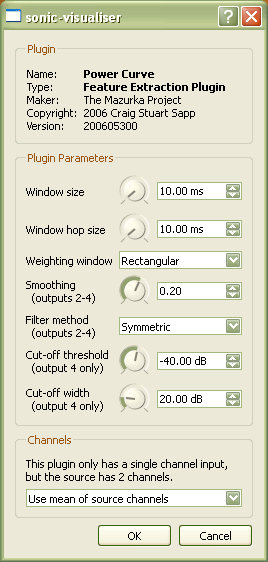 sonic-visualiser
Plugin
Name: Power Curve
Type: Feature Extraction Plugin
Maker: The Mazurka Project
Copyright: 2006 Craig Stuart Sapp
Version: 200605300
Plugin Parameters
Window size 10.00 ms
Window hop size 10.00 ms
Weighting window Rectangular
Smoothing
(outputs 2-4) 0.20
Filter method
(outputs 2-4) Symmetric
Cut-off threshold
(output 4 only) -40.00 dB
Cut-off width
(output 4 only) 20.00 dB
Channels
This plugin only has a single channel input,
but the source has 2 channels.
Use mean of source channels
OK Cancel